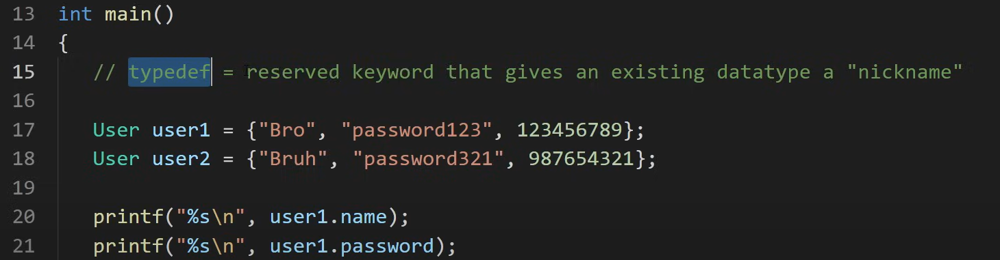 13 int main()
14 {
15 // typedef = reserved keyword that gives an existing datatype a "nickname"
16
17 User user1 = {"Bro", "password123", 123456789};
18 User user2 = {"Bruh", "password321", 987654321};
19
20 printf("%s\n", user1.name);
21 printf("%s\n", user1.password);